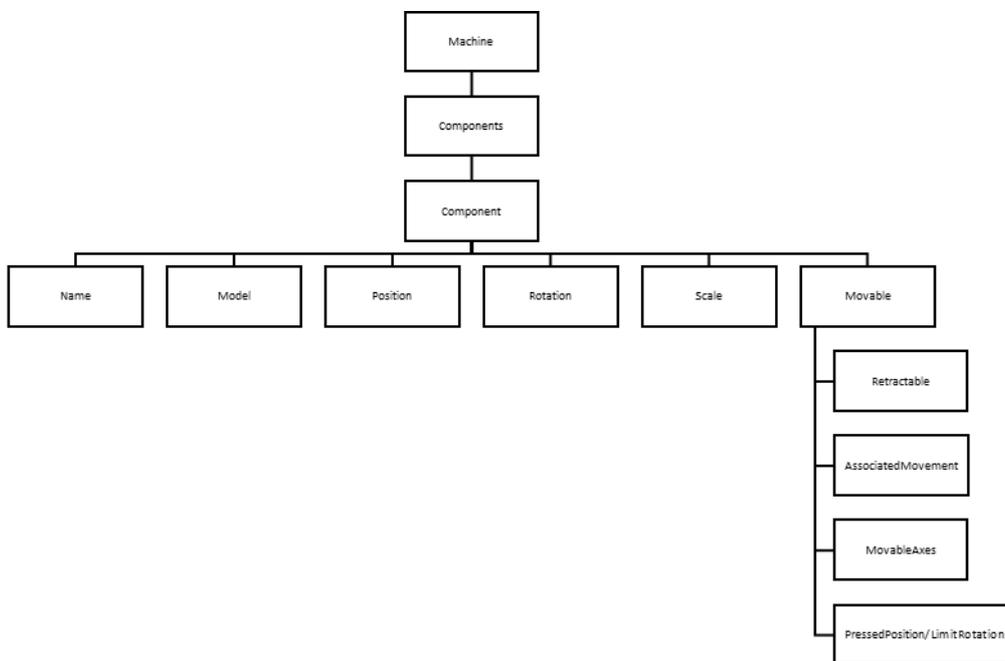 Machine
Components
Component
Name
Model
Position
Rotation
Scale
Movable
Retractable
AssociatedMovement
MovableAxes
PressedPosition/LimitRotation